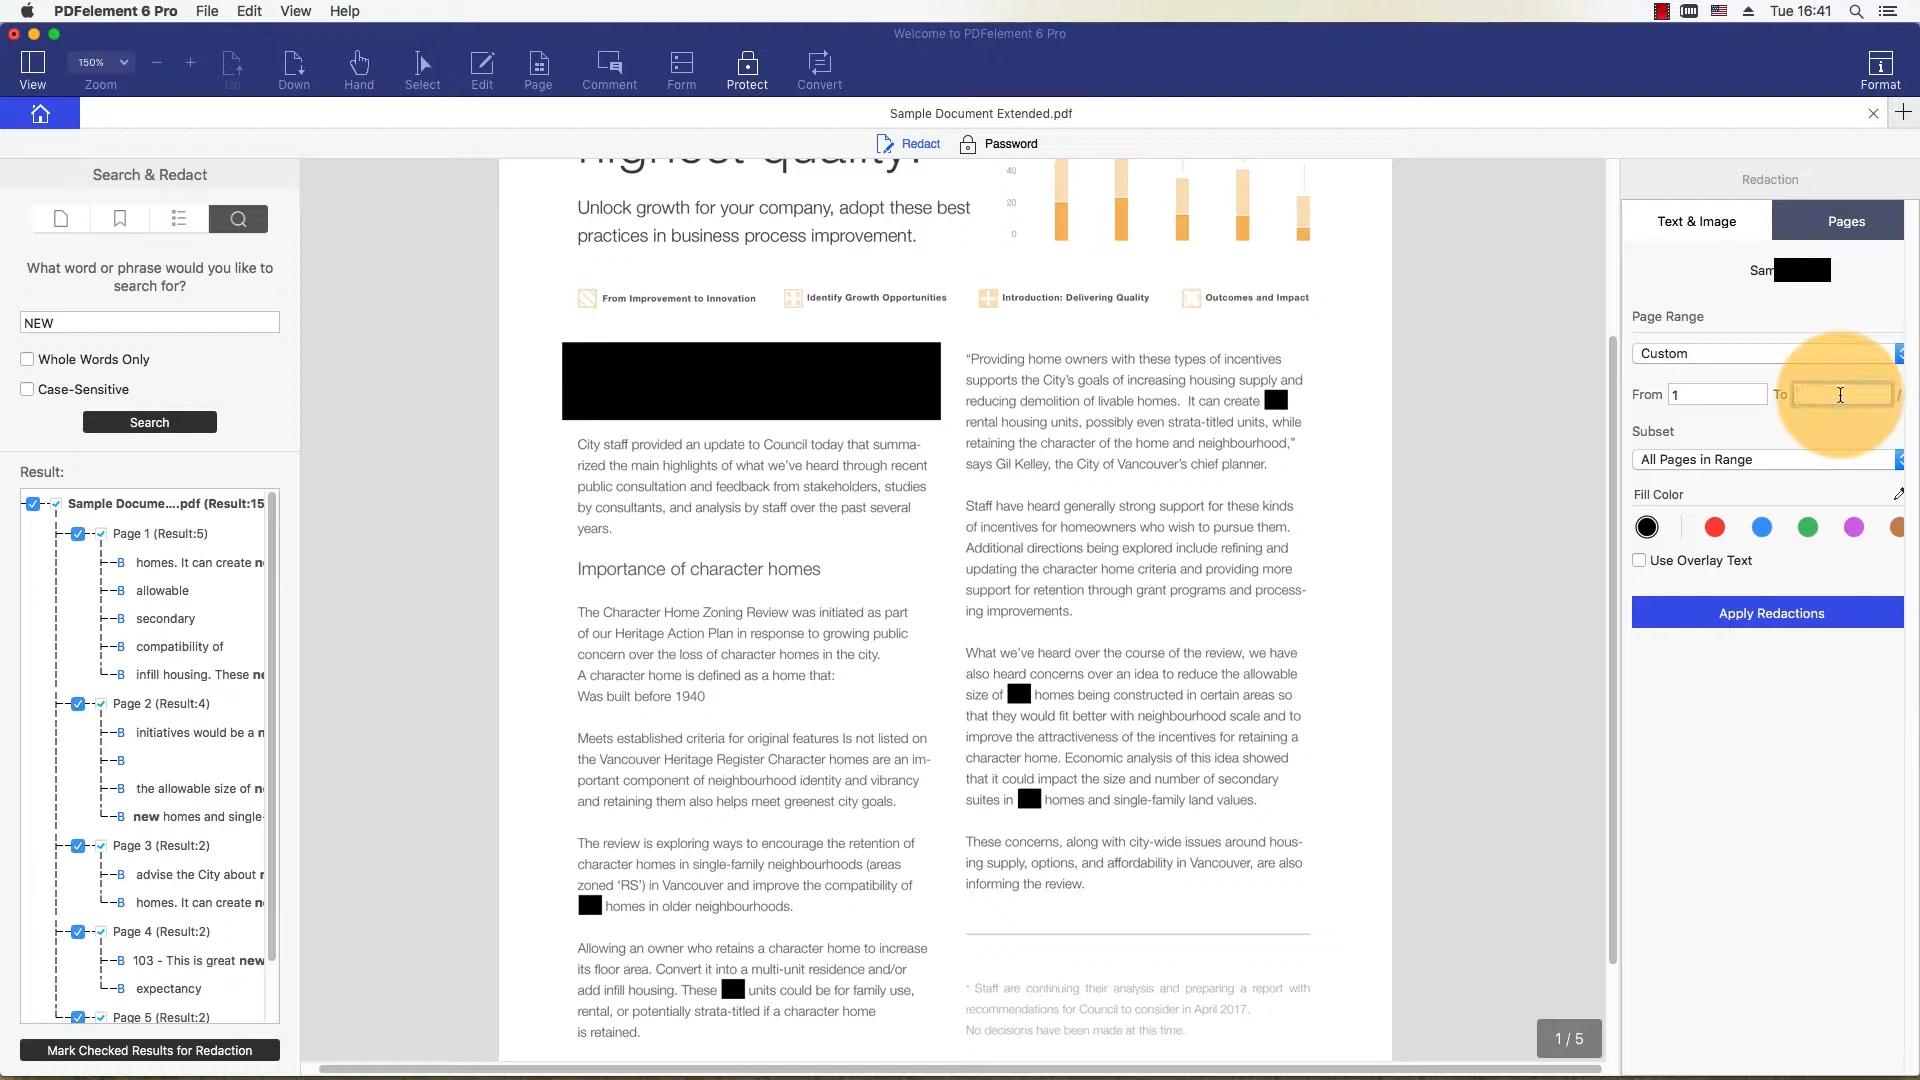 PDFelement 6 Pro File Edit View Help
Tue 16:41
Welcome to PDFelement 6 Pro
150%
View Zoom Up Down Hand Select Edit Page Comment Form Protect Convert Format
Sample Document Extended.pdf
Redact Password
Search & Redact
What word or phrase would you like to
search for?
NEW
Whole Words Only
Case-Sensitive
Search
Result:
Sample Docume....pdf (Result:15
Page 1 (Result:5)
B homes. It can create n
B allowable
B secondary
B compatibility of
B infill housing. These ne
Page 2 (Result:4)
B initiatives would be a n
B
B the allowable size of n
B new homes and single-
Page 3 (Result:2)
B advise the City about n
B homes. It can create n
Page 4 (Result:2)
B 103 - This is great new
B expectancy
Page 5 (Result:2)
Mark Checked Results for Redaction
Highest quality.
Unlock growth for your company, adopt these best
practices in business process improvement.
40
20
0
From Improvement to Innovation
Identify Growth Opportunities
Introduction: Delivering Quality
Outcomes and Impact
City staff provided an update to Council today that summa-
rized the main highlights of what we've heard through recent
public consultation and feedback from stakeholders, studies
by consultants, and analysis by staff over the past several
years.
Importance of character homes
The Character Home Zoning Review was initiated as part
of our Heritage Action Plan in response to growing public
concern over the loss of character homes in the city.
A character home is defined as a home that:
Was built before 1940
Meets established criteria for original features Is not listed on
the Vancouver Heritage Register Character homes are an im-
portant component of neighbourhood identity and vibrancy
and retaining them also helps meet greenest city goals.
The review is exploring ways to encourage the retention of
character homes in single-family neighbourhoods (areas
zoned 'RS') in Vancouver and improve the compatibility of
homes in older neighbourhoods.
Allowing an owner who retains a character home to increase
its floor area. Convert it into a multi-unit residence and/or
add infill housing. These units could be for family use,
rental, or potentially strata-titled if a character home
is retained.
“Providing home owners with these types of incentives
supports the City's goals of increasing housing supply and
reducing demolition of livable homes. It can create
rental housing units, possibly even strata-titled units, while
retaining the character of the home and neighbourhood,”
says Gil Kelley, the City of Vancouver's chief planner.
Staff have heard generally strong support for these kinds
of incentives for homeowners who wish to pursue them.
Additional directions being explored include refining and
updating the character home criteria and providing more
support for retention through grant programs and process-
ing improvements.
What we've heard over the course of the review, we have
also heard concerns over an idea to reduce the allowable
size of homes being constructed in certain areas so
that they would fit better with neighbourhood scale and to
improve the attractiveness of the incentives for retaining a
character home. Economic analysis of this idea showed
that it could impact the size and number of secondary
suites in homes and single-family land values.
These concerns, along with city-wide issues around hous-
ing supply, options, and affordability in Vancouver, are also
informing the review.
* Staff are continuing their analysis and preparing a report with
recommendations for Council to consider in April 2017.
No decisions have been made at this time.
1 / 5
Redaction
Text & Image Pages
Sam
Page Range
Custom
From 1 To /
Subset
All Pages in Range
Fill Color
Use Overlay Text
Apply Redactions